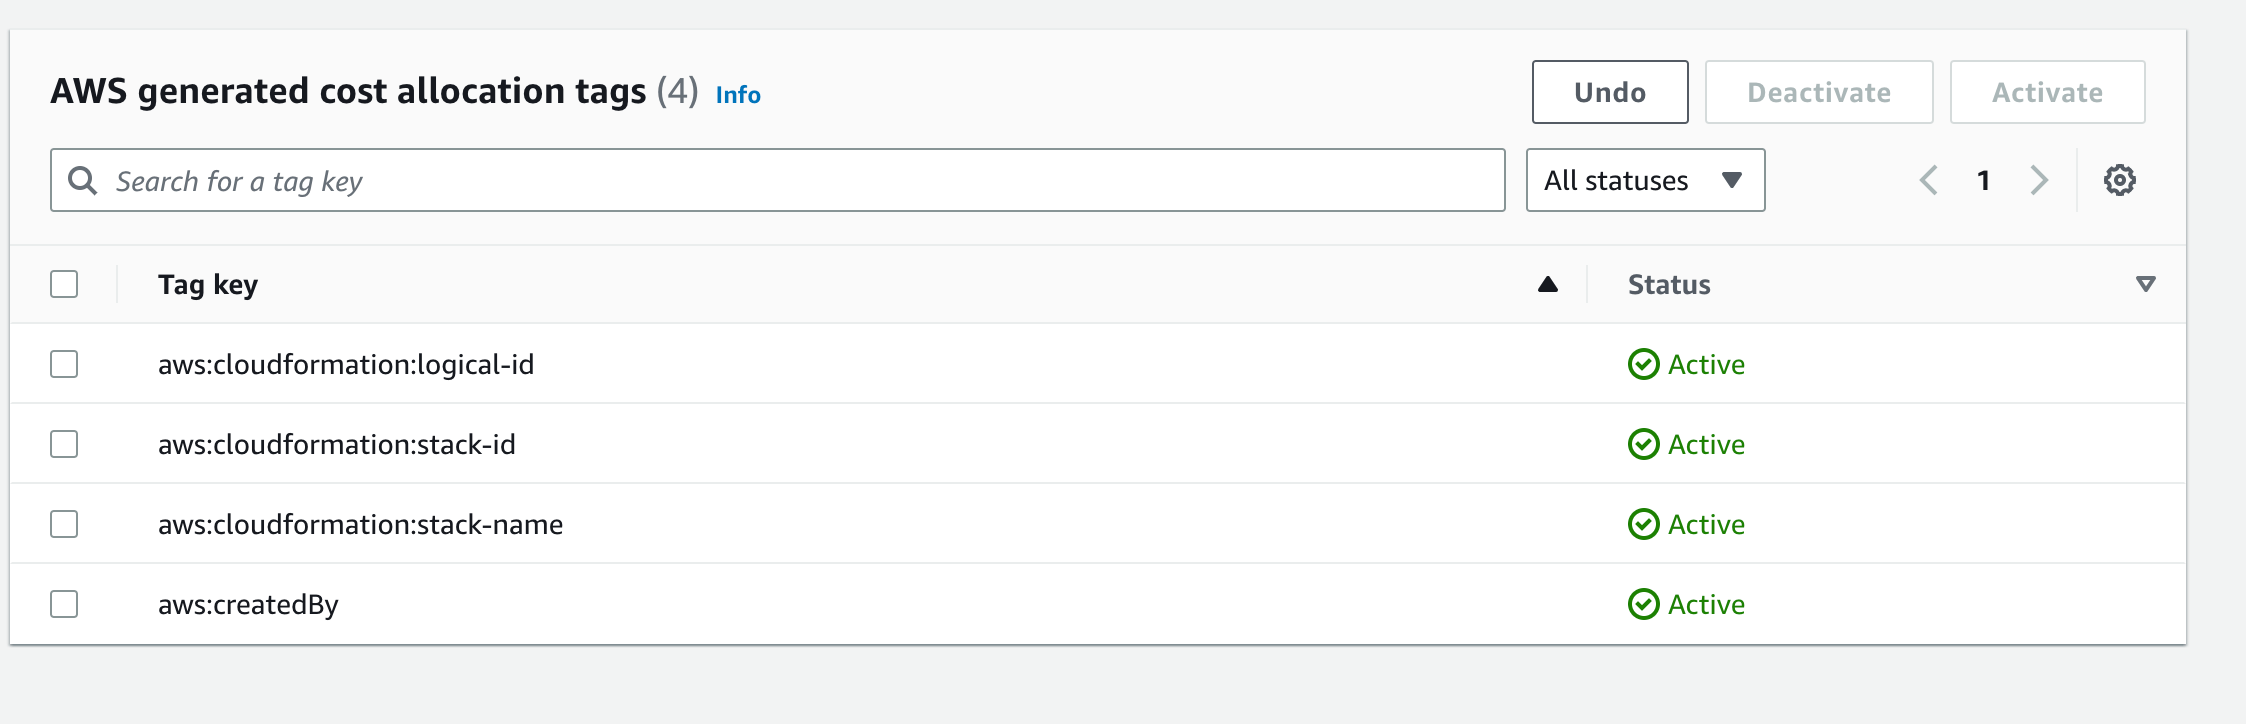 AWS generated cost allocation tags (4) Info
Undo
Deactivate
Activate
Search for a tag key
All statuses
1
Tag key
Status
aws:cloudformation:logical-id
Active
aws:cloudformation:stack-id
Active
aws:cloudformation:stack-name
Active
aws:createdBy
Active